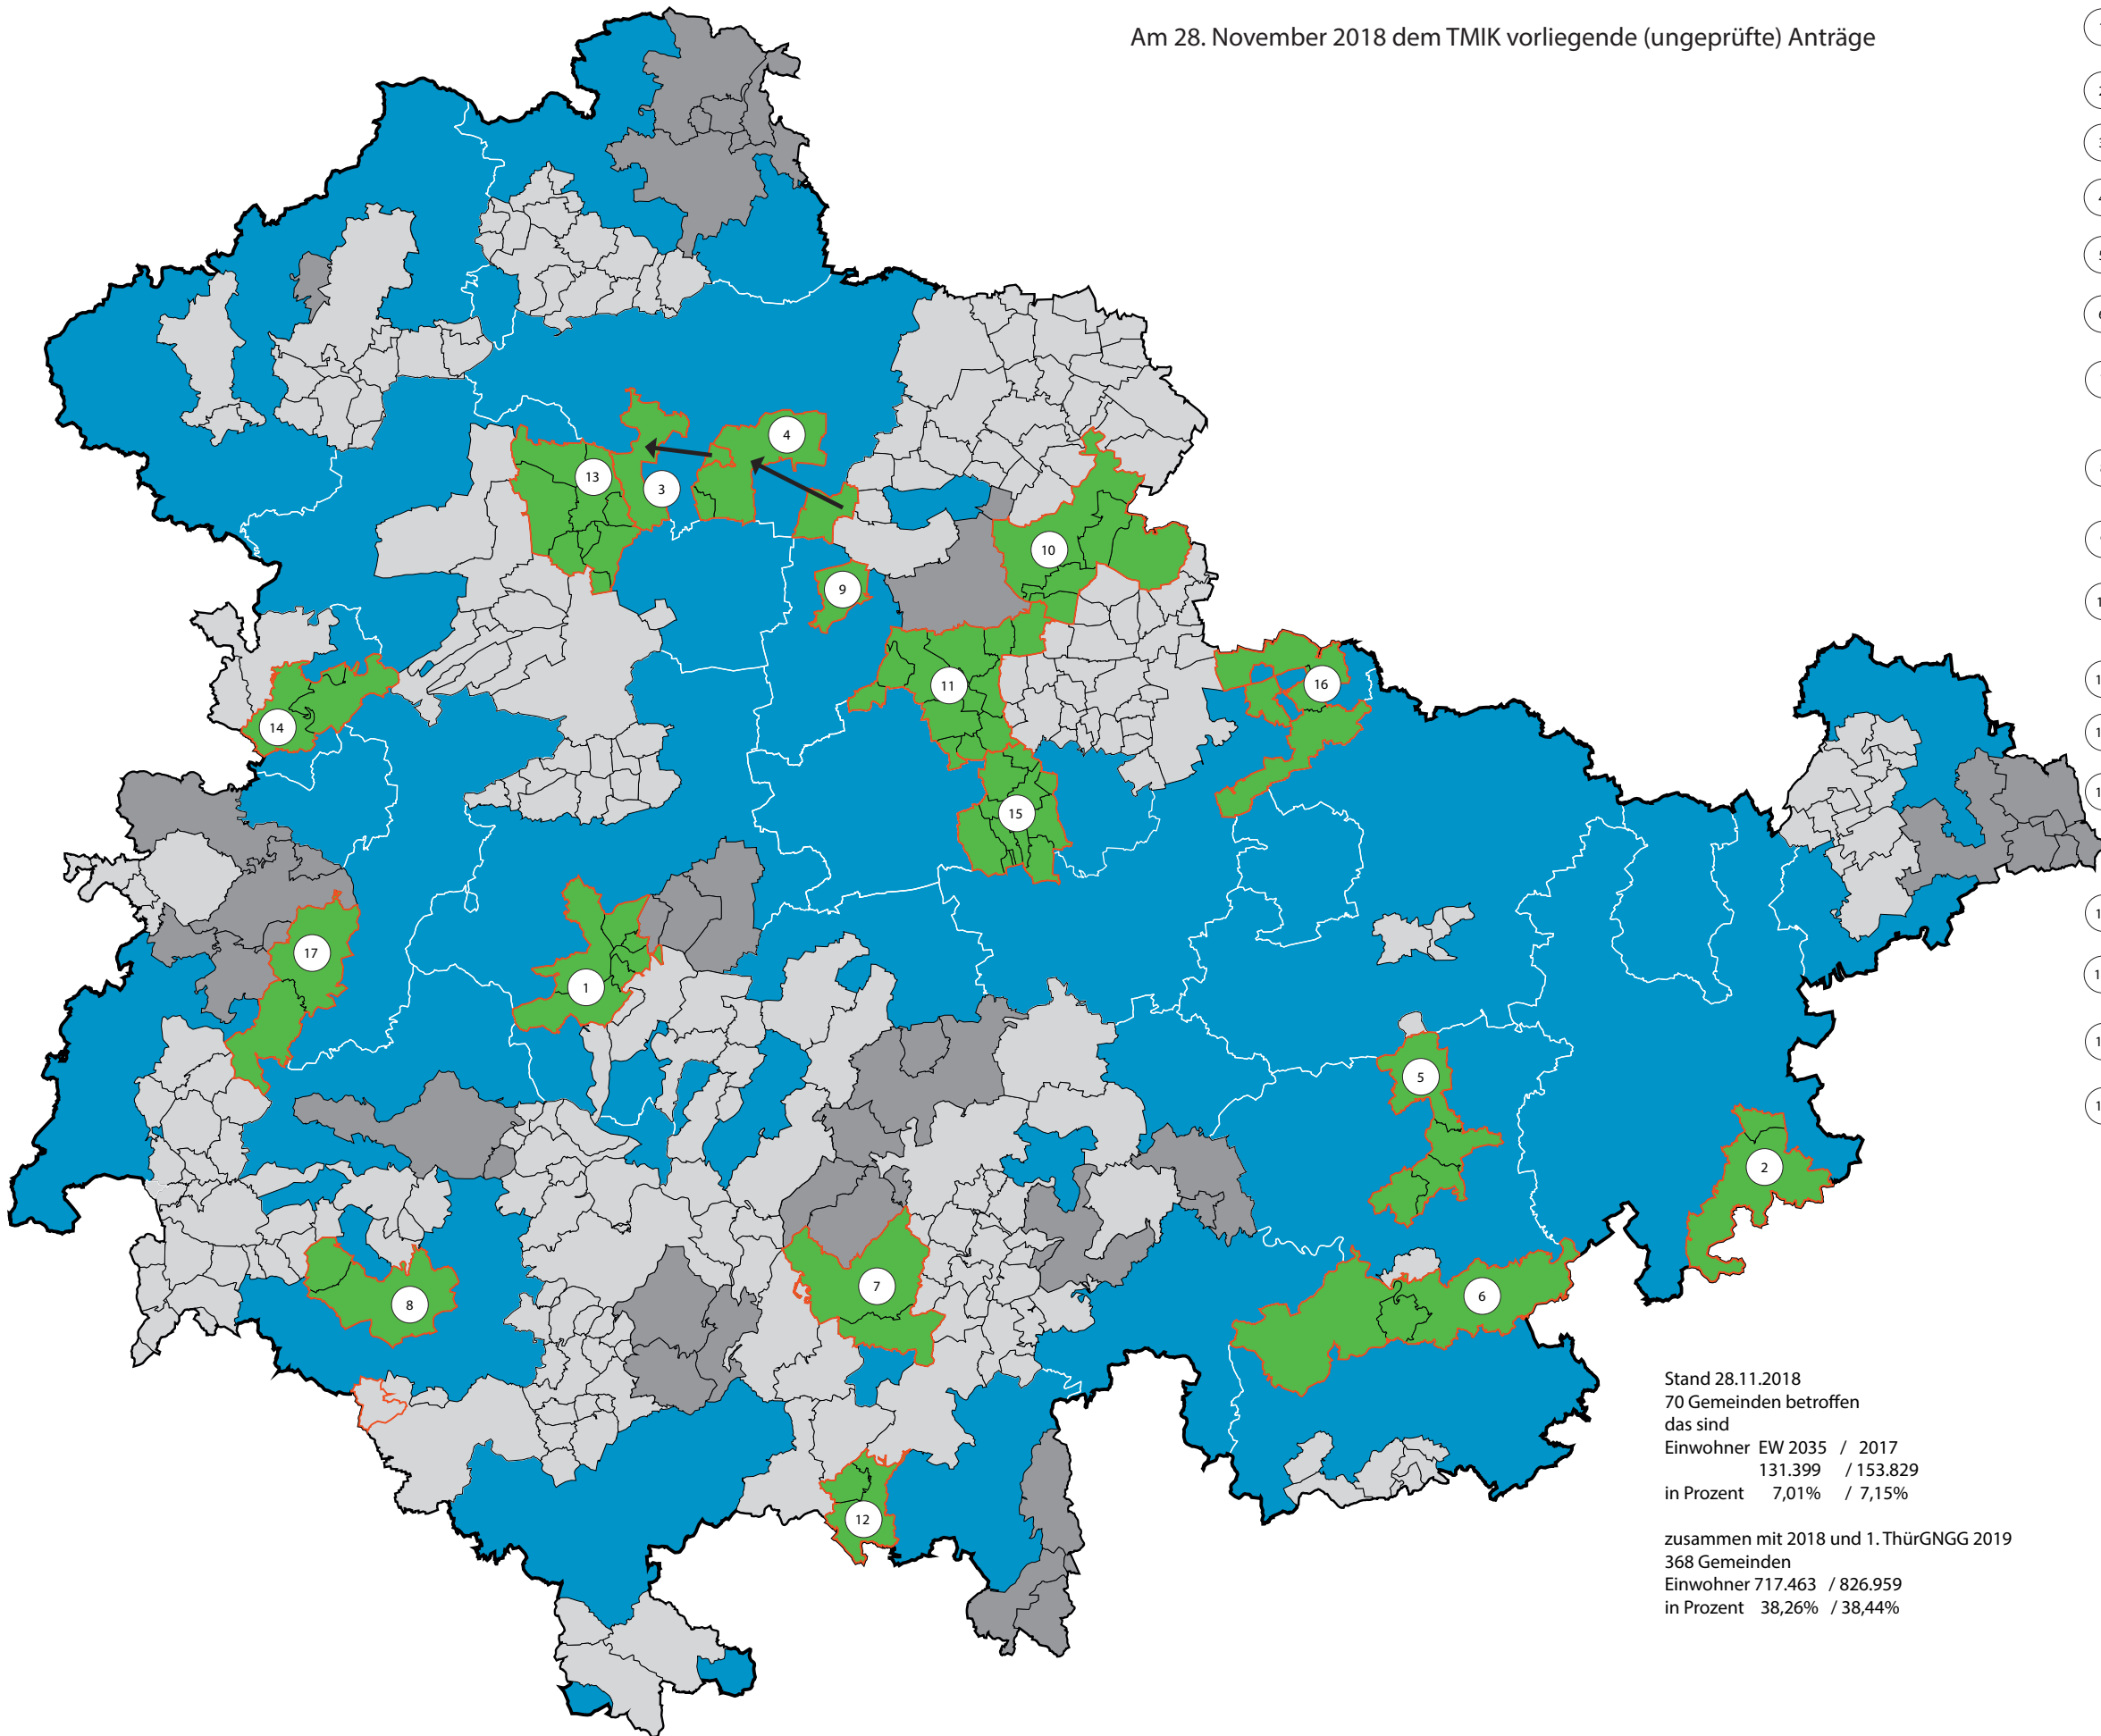 Am 28. November 2018 dem TMIK vorliegende (ungeprüfte) Anträge
4
13
3
10
9
16
11
14
15
17
1
5
2
7
6
8
12
Stand 28.11.2018
70 Gemeinden betroffen
das sind
Einwohner EW 2035 / 2017
131.399 / 153.829
in Prozent 7,01% / 7,15%
zusammen mit 2018 und 1. ThürGNGG 2019
368 Gemeinden
Einwohner 717.463 / 826.959
in Prozent 38,26% / 38,44%